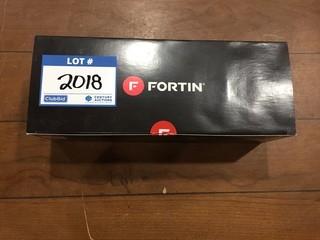 LOT #
2018
ClubBid
CENTURY AUCTIONS
F FORTIN®
F